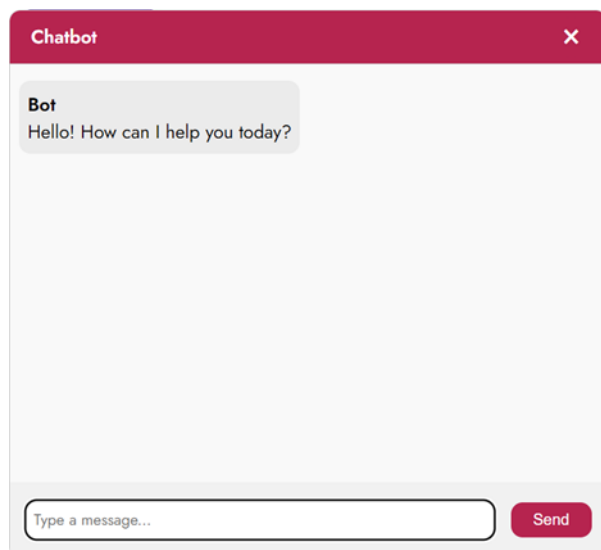 Chatbot ×
Bot
Hello! How can I help you today?
Type a message...
Send